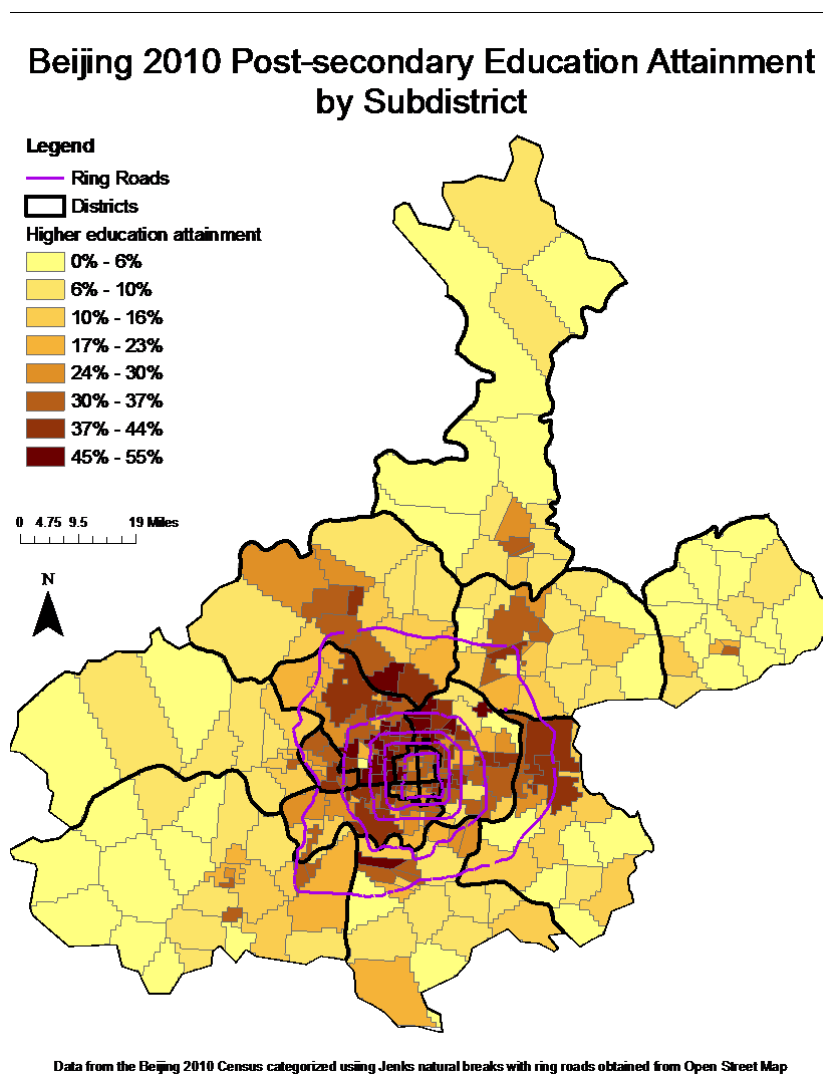 Beijing 2010 Post-secondary Education Attainment
by Subdistrict
Legend
Ring Roads
Districts
Higher education attainment
0% - 6%
6% - 10%
10% - 16%
17% - 23%
24% - 30%
30% - 37%
37% - 44%
45% - 55%
0 4.75 9.5 19 Miles
N
Data from the Beijing 2010 Census categorized using Jenks natural breaks with ring roads obtained from Open Street Map